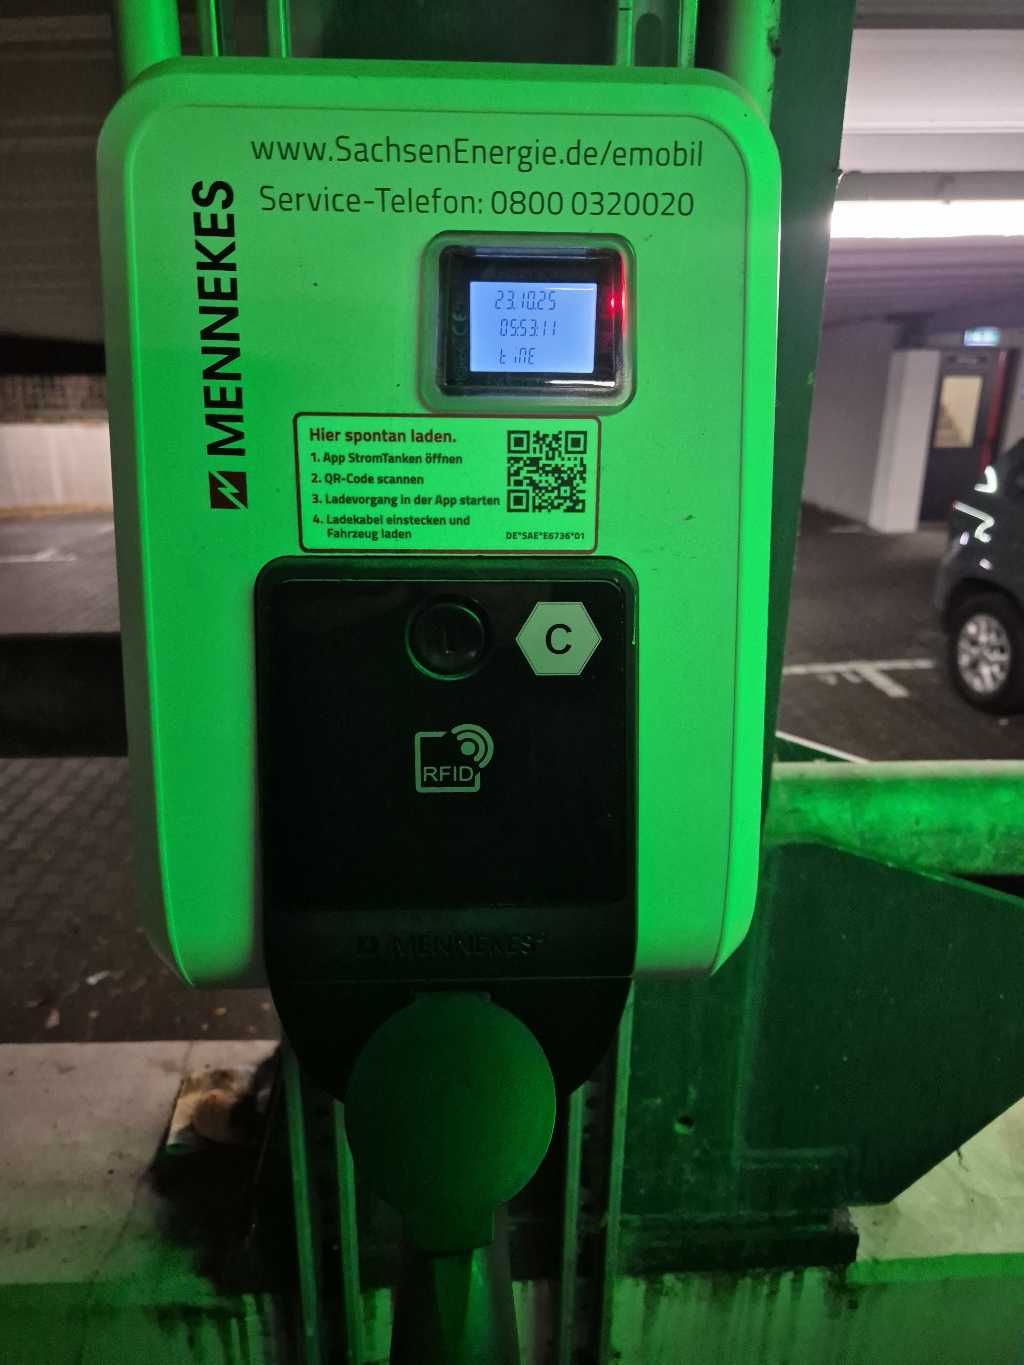 www.SachsenEnergie.de/emobil
Service-Telefon: 0800 0320020
MENNEKES
23.10.25
05:53:11
tiME
Hier spontan laden.
1. App StromTanken öffnen
2. QR-Code scannen
3. Ladevorgang in der App starten
4. Ladekabel einstecken und
Fahrzeug laden
DE*SAE*E6736*01
C
RFID
MENNEKES